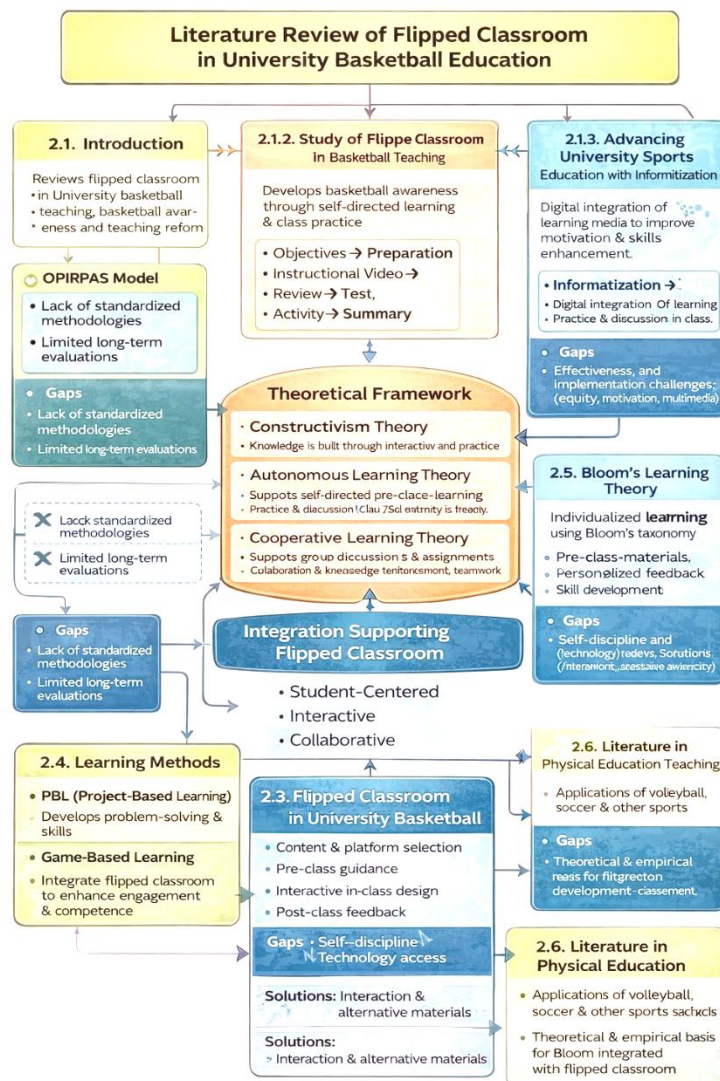 Literature Review of Flipped Classroom
in University Basketball Education
2.1. Introduction
Reviews flipped classroom
• in University basketball
• teaching, basketball avar-
* eness and teaching reform
OPIRPAS Model
• Lack of standardized
methodologies
• Limited long-term
evaluations
• Gaps
• Lack of standardized
methodologies
• Limited long-term evaluations
2.1.2. Study of Flippe Classroom
in Basketball Teaching
Develops basketball awareness
through self-directed learning
& class practice
• Objectives → Preparation
• Instructional Video →
• Review → Test,
• Activity → Summary
2.1.3. Advancing
University Sports
Education with Informitization
Digital integration of
learning media to improve
motivation & skills
enhancement.
• Informatization →
• Digital integration Of learning
Practice & discussion in class.
• Gaps
• Effectiveness, and
implementation challenges;
(equity, motivation, multimedia)
Theoretical Framework
• Constructivism Theory
• Knowledge is built through interactiv and practice
• Autonomous Learning Theory
• Suppots self-directed pre-clace-learning
Practice & discussion
• Cooperative Learning Theory
• Supports group discussions & assignments
Culaboration & teamwork
Lacck standardized
methodologies
Limited long-term
evaluations
• Gaps
• Lack of standardized
methodologies
• Limited long-term
evaluations
2.5. Bloom's Learning
Theory
Individualized learning
using Bloom's taxonomy
• Pre-class-materials,
• Personalized feedback
• Skill development
• Gaps
• Self-discipline and
Integration Supporting
Flipped Classroom
• Student-Centered
• Interactive
• Collaborative
2.4. Learning Methods
• PBL (Project-Based Learning)
Develops problem-solving &
skills
• Game-Based Learning
• Integrate flipped classroom
to enhance engagement
& competence
2.3. Flipped Classroom
in University Basketball
• Content & platform selection
• Pre-class guidance
• Interactive in-class design
• Post-class feedback
Gaps • Self-discipline
Technology access
Solutions: Interaction &
alternative materials
Solutions:
Interaction & alternative materials
2.6. Literature in
Physical Education Teaching
• Applications of volleyball,
soccer & other sports
• Gaps
• Theoretical & empirical
for
2.6. Literature in
Physical Education
• Applications of volleyball,
soccer & other sports
• Theoretical & empirical basis
for Bloom integrated
with flipped classroom